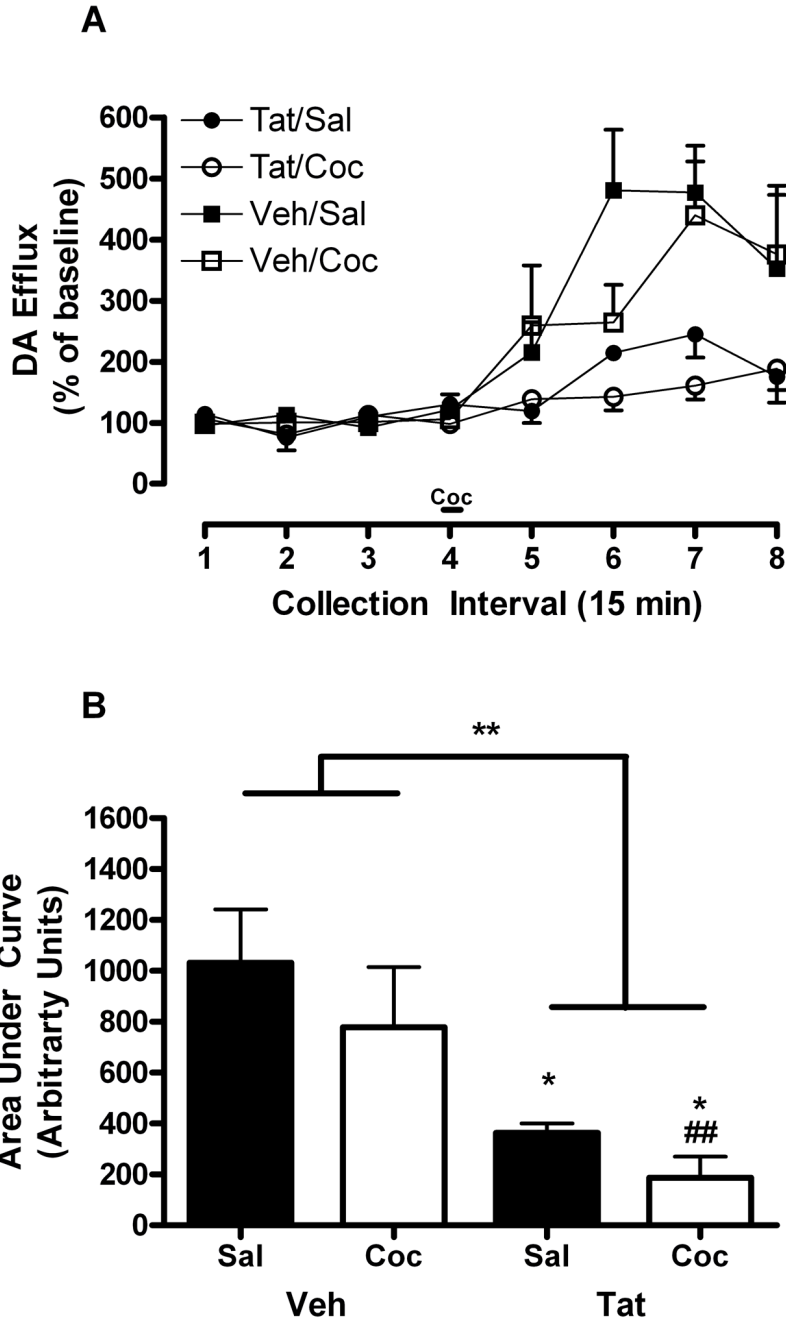 A
DA Efflux
(% of baseline)
600
500
400
300
200
100
0
Tat/Sal
Tat/Coc
Veh/Sal
Veh/Coc
Coc
1 2 3 4 5 6 7 8
Collection Interval (15 min)
B
**
Area Under Curve
(Arbitrarty Units)
1600
1400
1200
1000
800
600
400
200
0
*
*
##
Sal Coc Sal Coc
Veh Tat